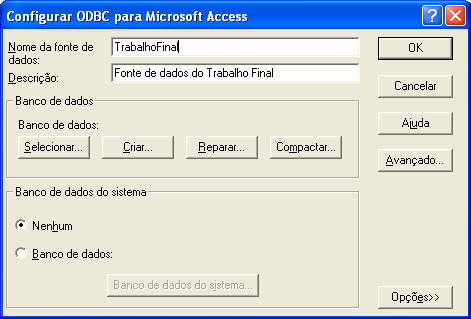 Configurar ODBC para Microsoft Access
Nome da fonte de dados:
TrabalhoFinal
OK
Descrição:
Fonte de dados do Trabalho Final
Cancelar
Banco de dados
Ajuda
Banco de dados:
Selecionar...
Criar...
Reparar...
Compactar...
Avançado...
Banco de dados do sistema
Nenhum
Banco de dados:
Banco de dados do sistema...
Opções>>